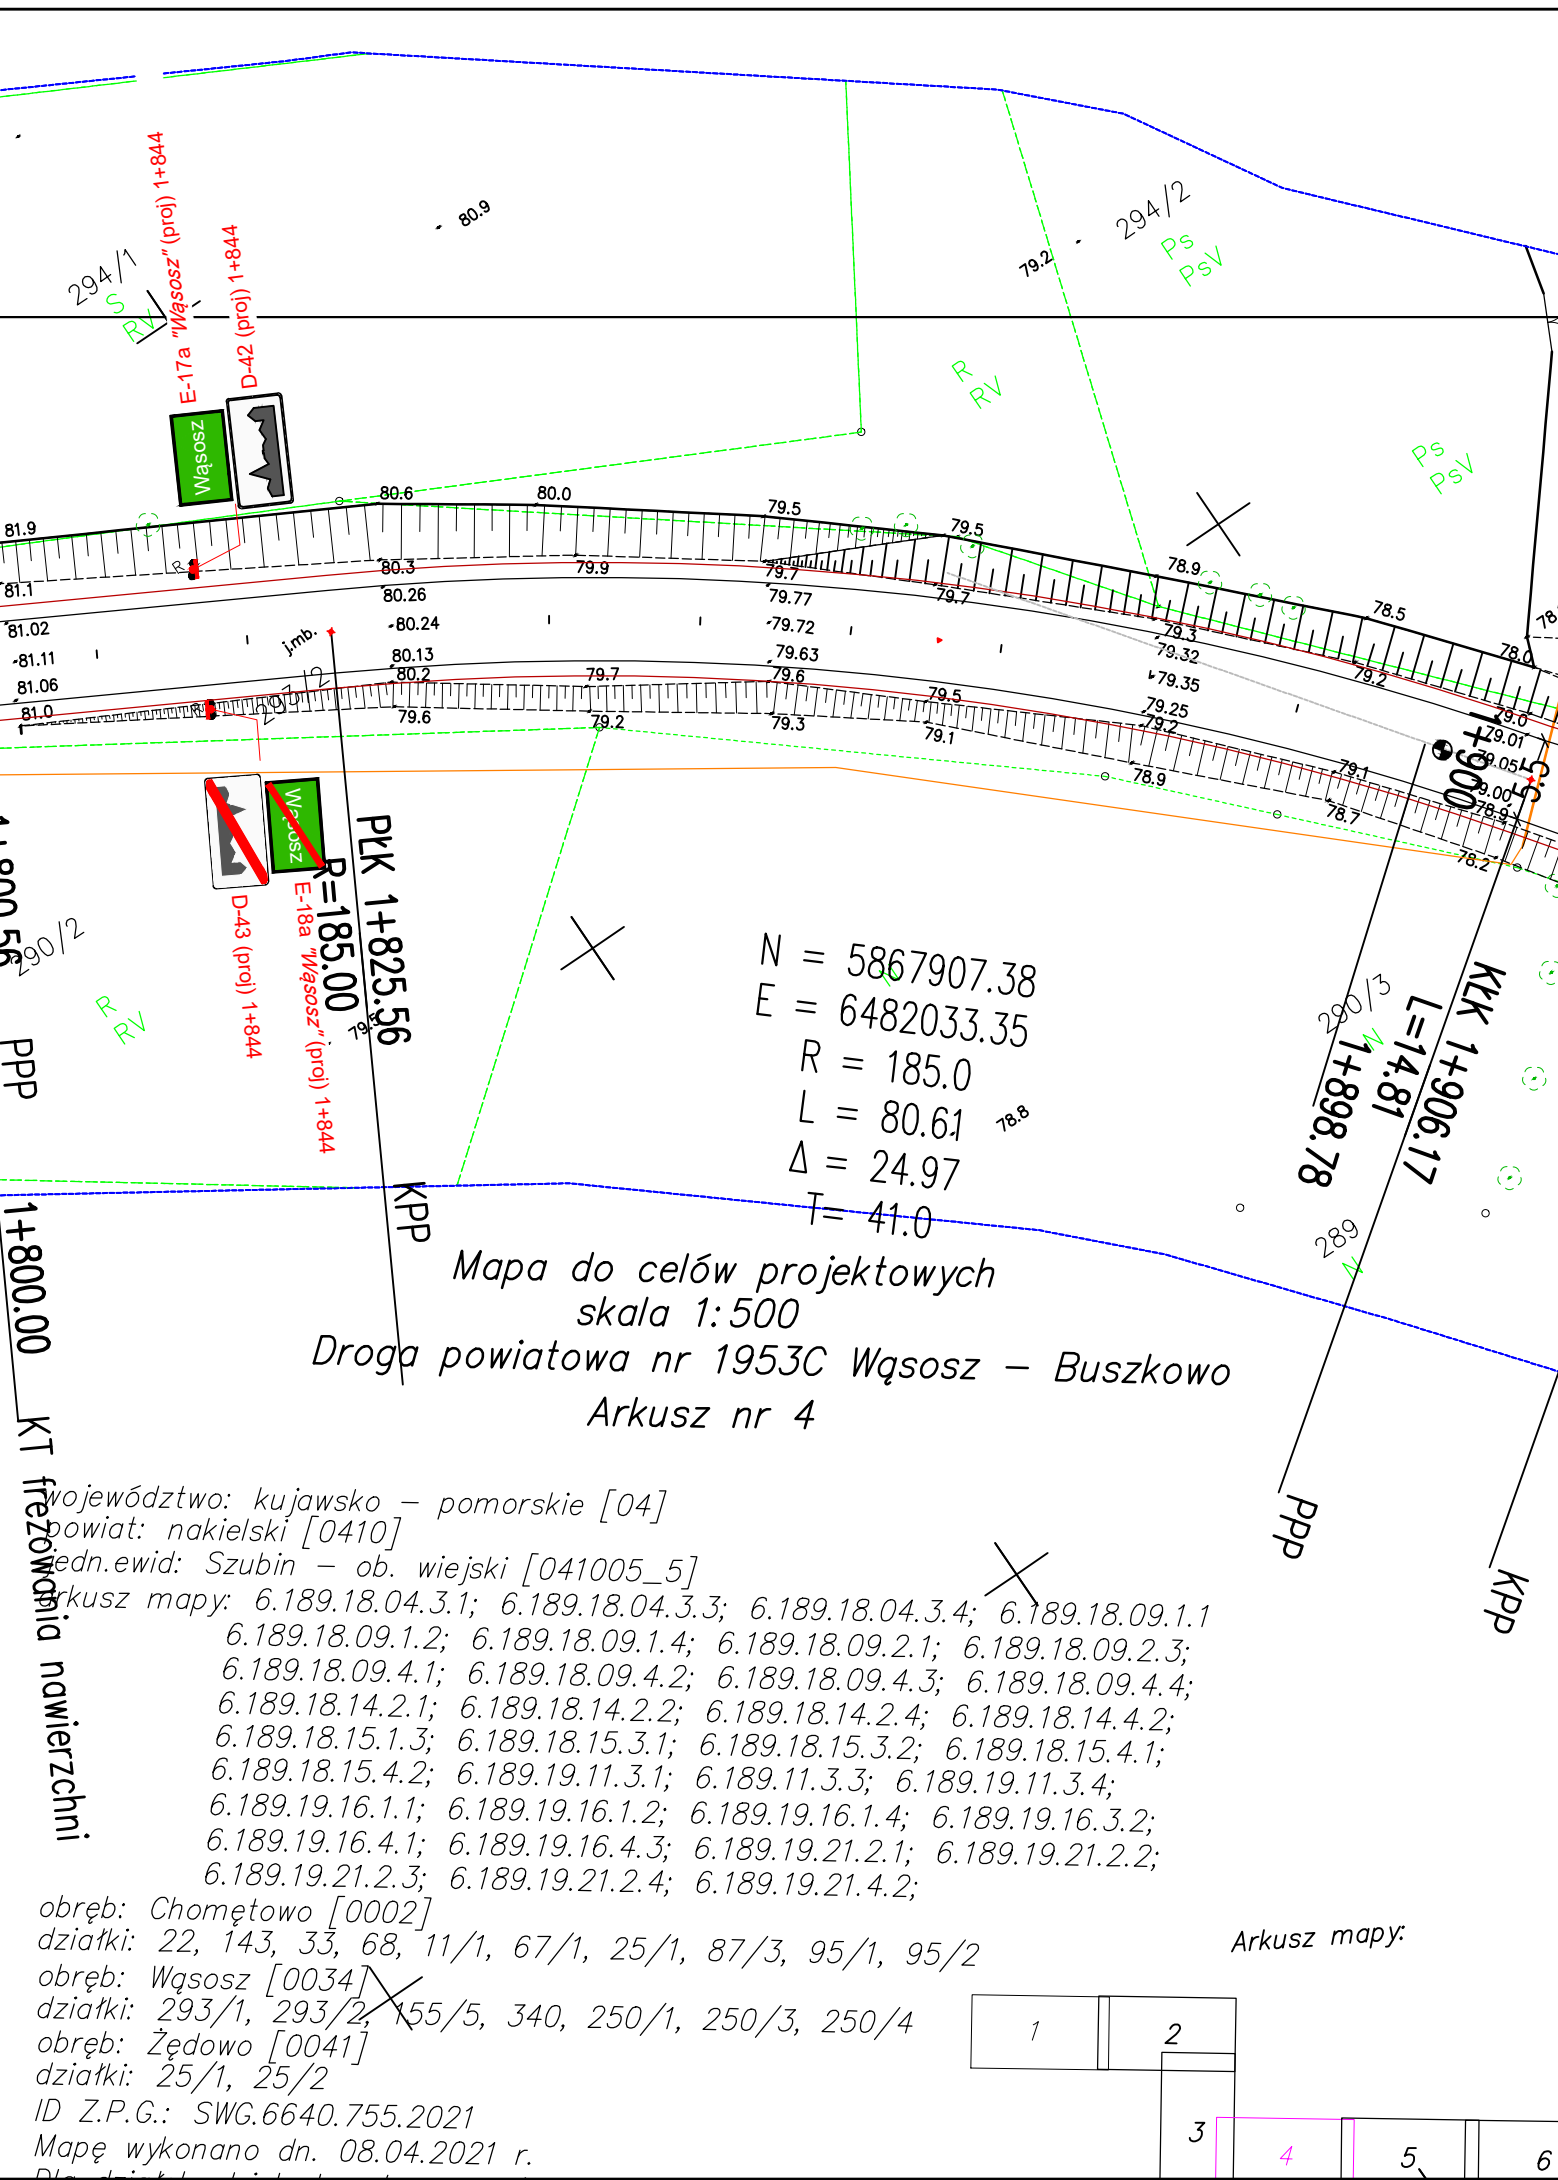 E-17a "Wąsosz" (proj) 1+844
D-42 (proj) 1+844
294/1
S
RV
80.9
79.2
294/2
Ps
PsV
R
RV
Ps
PsV
Wąsosz
81.9
80.6
80.0
79.5
79.5
78.9
78.5
78.0
81.1
R
80.3
79.9
79.7
79.7
79.3
79.2
79.0
81.02
80.26
79.77
79.32
79.01
81.11
j.mb.
80.24
79.72
79.35
79.05
81.06
80.13
79.63
79.25
79.00
81.0
R
293/2
80.2
79.7
79.6
79.5
79.2
79.1
78.9
79.6
79.2
79.3
79.1
78.9
78.7
78.2
1+900
5.5
Wąsosz
D-43 (proj) 1+844
E-18a "Wąsosz" (proj) 1+844
PŁK 1+825.56
R=185.00
79.5
1+800.56
PPP
290/2
R
RV
N = 5867907.38
E = 6482033.35
R = 185.0
L = 80.61
Δ = 24.97
T= 41.0
N
78.8
290/3
N
KŁK 1+906.17
L=14.81
1+898.78
289
N
KPP
1+800.00
KT frezowania nawierzchni
PPP
KPP
Mapa do celów projektowych
skala 1:500
Droga powiatowa nr 1953C Wąsosz – Buszkowo
Arkusz nr 4
województwo: kujawsko – pomorskie [04]
powiat: nakielski [0410]
jedn.ewid: Szubin – ob. wiejski [041005_5]
arkusz mapy: 6.189.18.04.3.1; 6.189.18.04.3.3; 6.189.18.04.3.4; 6.189.18.09.1.1
6.189.18.09.1.2; 6.189.18.09.1.4; 6.189.18.09.2.1; 6.189.18.09.2.3;
6.189.18.09.4.1; 6.189.18.09.4.2; 6.189.18.09.4.3; 6.189.18.09.4.4;
6.189.18.14.2.1; 6.189.18.14.2.2; 6.189.18.14.2.4; 6.189.18.14.4.2;
6.189.18.15.1.3; 6.189.18.15.3.1; 6.189.18.15.3.2; 6.189.18.15.4.1;
6.189.18.15.4.2; 6.189.19.11.3.1; 6.189.11.3.3; 6.189.19.11.3.4;
6.189.19.16.1.1; 6.189.19.16.1.2; 6.189.19.16.1.4; 6.189.19.16.3.2;
6.189.19.16.4.1; 6.189.19.16.4.3; 6.189.19.21.2.1; 6.189.19.21.2.2;
6.189.19.21.2.3; 6.189.19.21.2.4; 6.189.19.21.4.2;
obręb: Chomętowo [0002]
działki: 22, 143, 33, 68, 11/1, 67/1, 25/1, 87/3, 95/1, 95/2
obręb: Wąsosz [0034]
działki: 293/1, 293/2, 155/5, 340, 250/1, 250/3, 250/4
obręb: Żędowo [0041]
działki: 25/1, 25/2
ID Z.P.G.: SWG.6640.755.2021
Mapę wykonano dn. 08.04.2021 r.
Arkusz mapy:
1
2
3
4
5
6